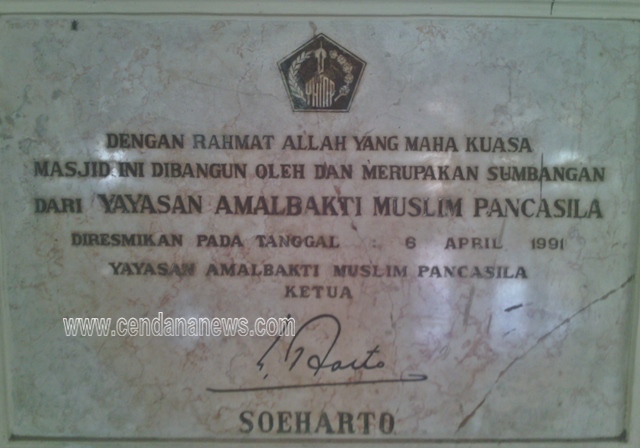 YAMP
DENGAN RAHMAT ALLAH YANG MAHA KUASA
MASJID INI DIBANGUN OLEH DAN MERUPAKAN SUMBANGAN
DARI YAYASAN AMALBAKTI MUSLIM PANCASILA
DIRESMIKAN PADA TANGGAL : 6 APRIL 1991
YAYASAN AMALBAKTI MUSLIM PANCASILA
KETUA
www.cendananews.com
SOEHARTO